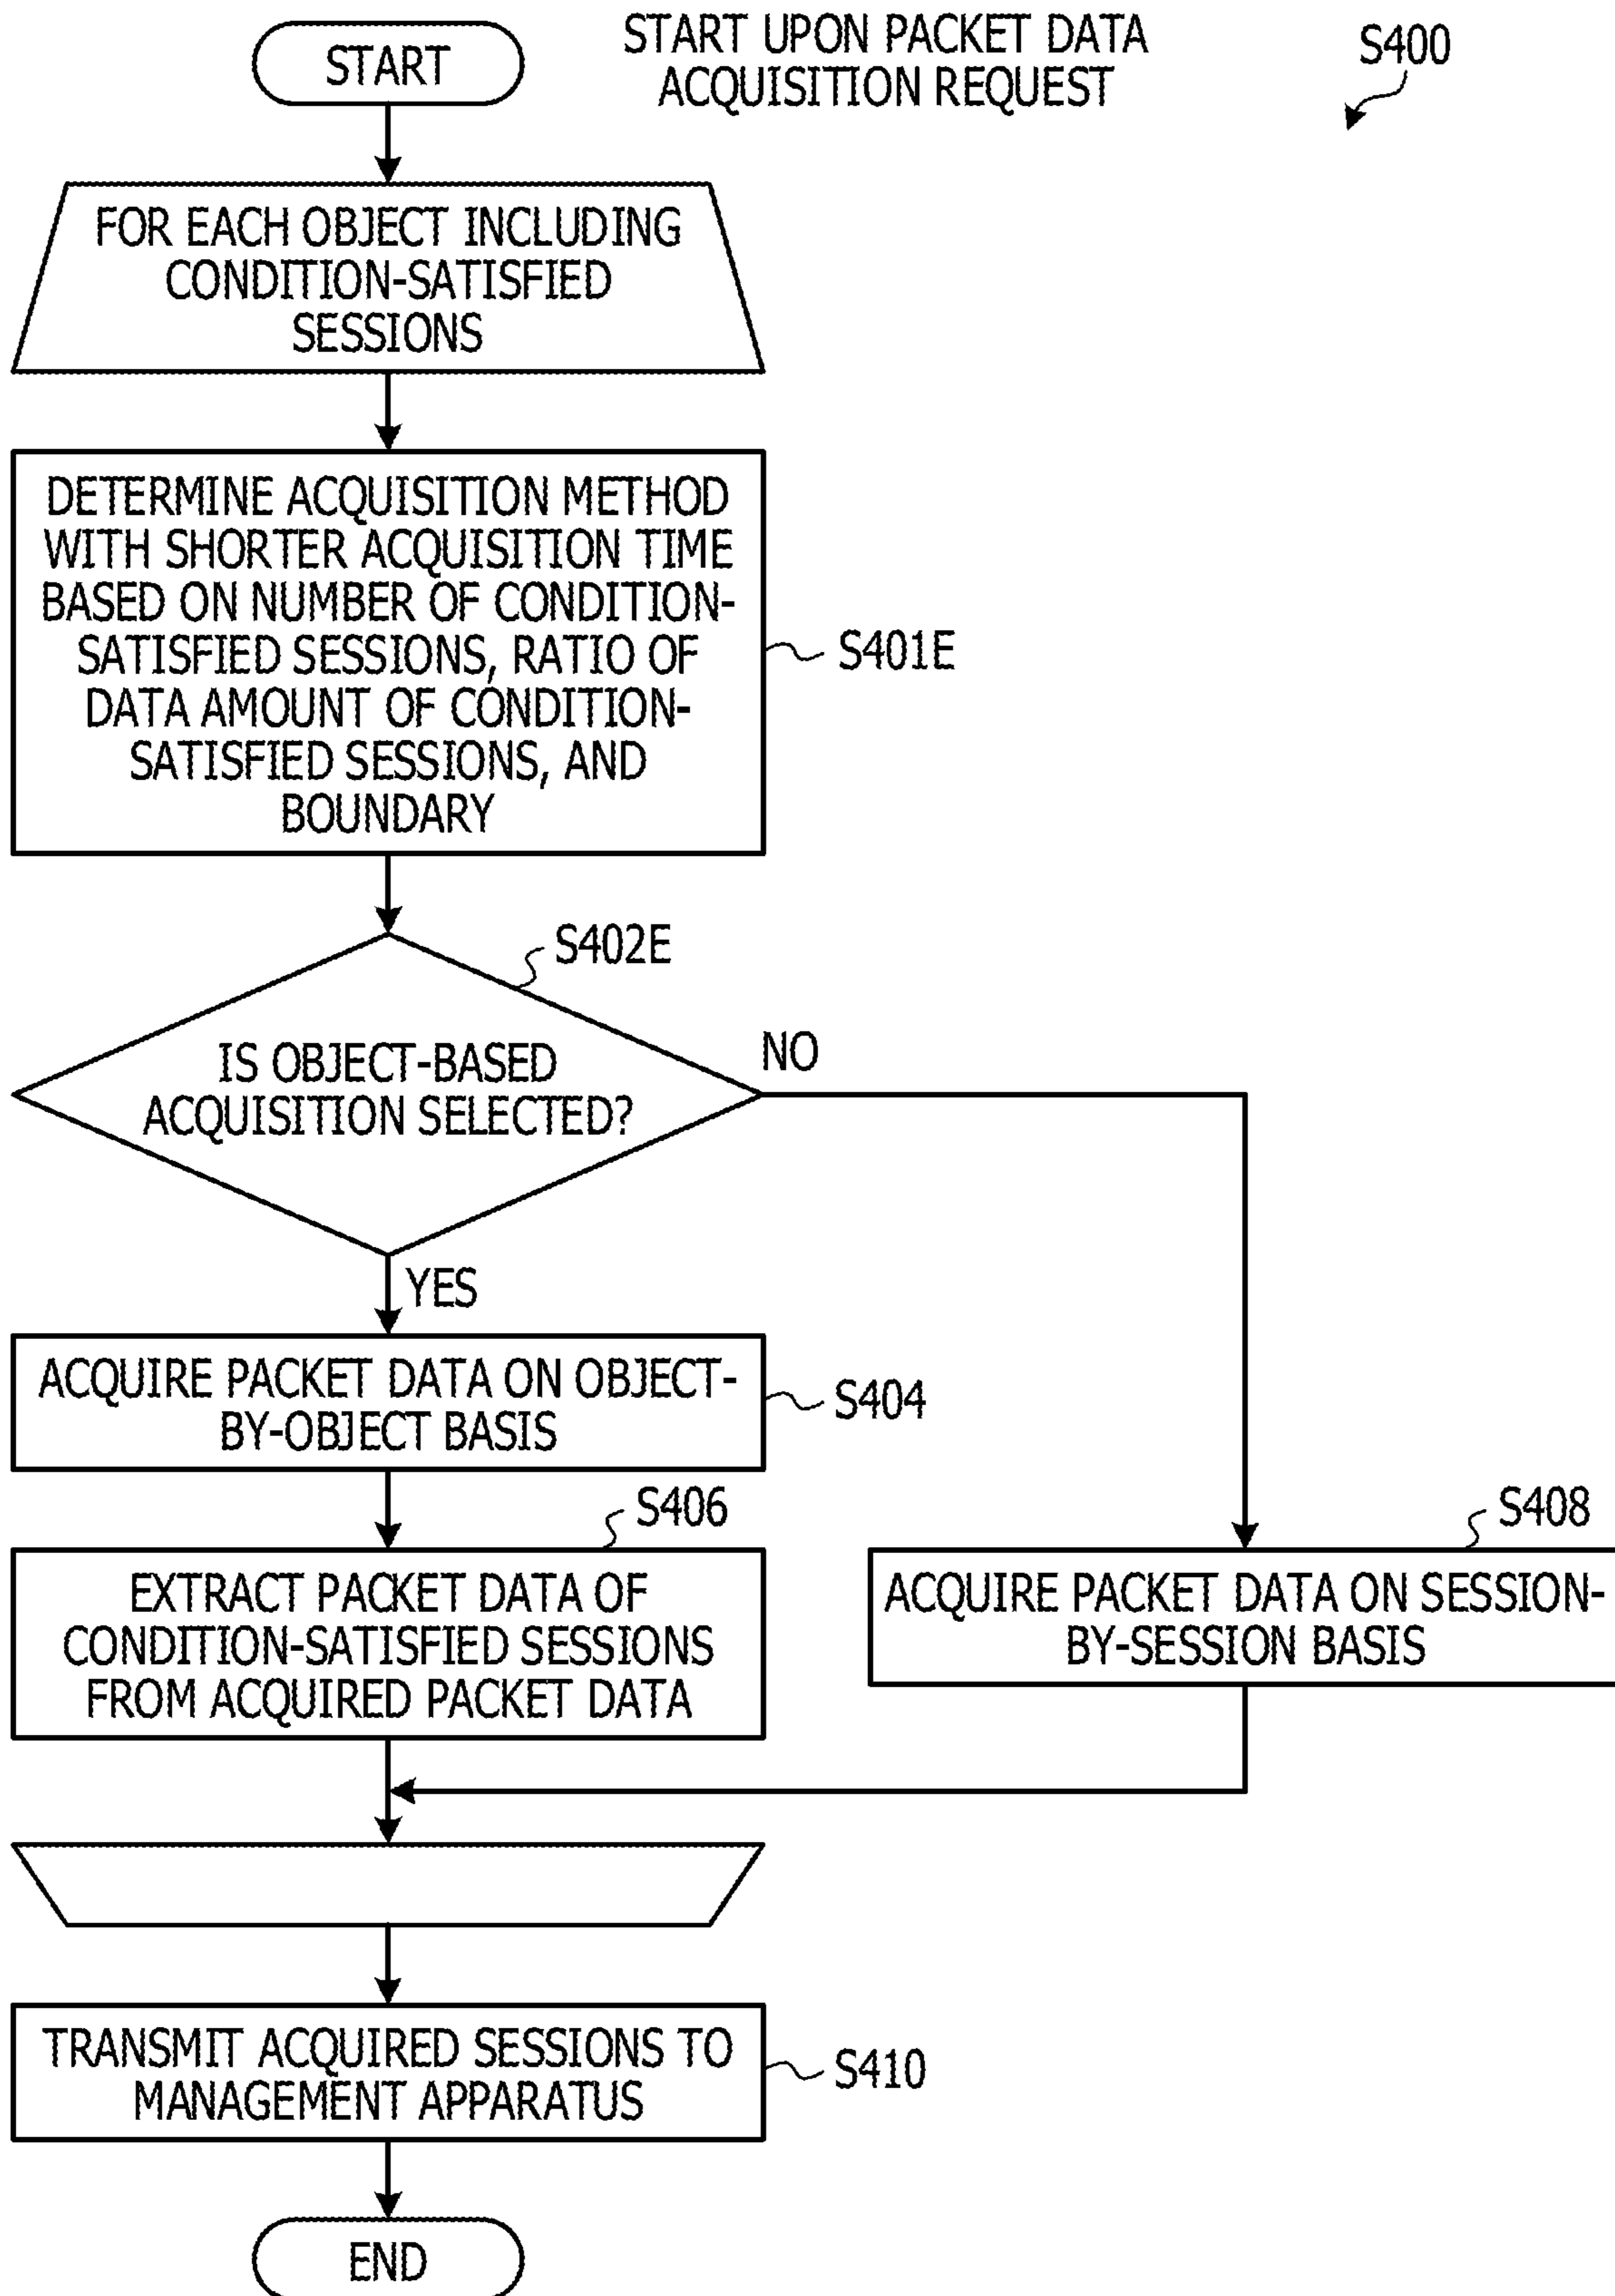 START
START UPON PACKET DATA
ACQUISITION REQUEST
S400
FOR EACH OBJECT INCLUDING
CONDITION-SATISFIED
SESSIONS
DETERMINE ACQUISITION METHOD
WITH SHORTER ACQUISITION TIME
BASED ON NUMBER OF CONDITION-
SATISFIED SESSIONS, RATIO OF
DATA AMOUNT OF CONDITION-
SATISFIED SESSIONS, AND
BOUNDARY
S401E
S402E
IS OBJECT-BASED
ACQUISITION SELECTED?
NO
YES
ACQUIRE PACKET DATA ON OBJECT-
BY-OBJECT BASIS
S404
S406
EXTRACT PACKET DATA OF
CONDITION-SATISFIED SESSIONS
FROM ACQUIRED PACKET DATA
S408
ACQUIRE PACKET DATA ON SESSION-
BY-SESSION BASIS
TRANSMIT ACQUIRED SESSIONS TO
MANAGEMENT APPARATUS
S410
END